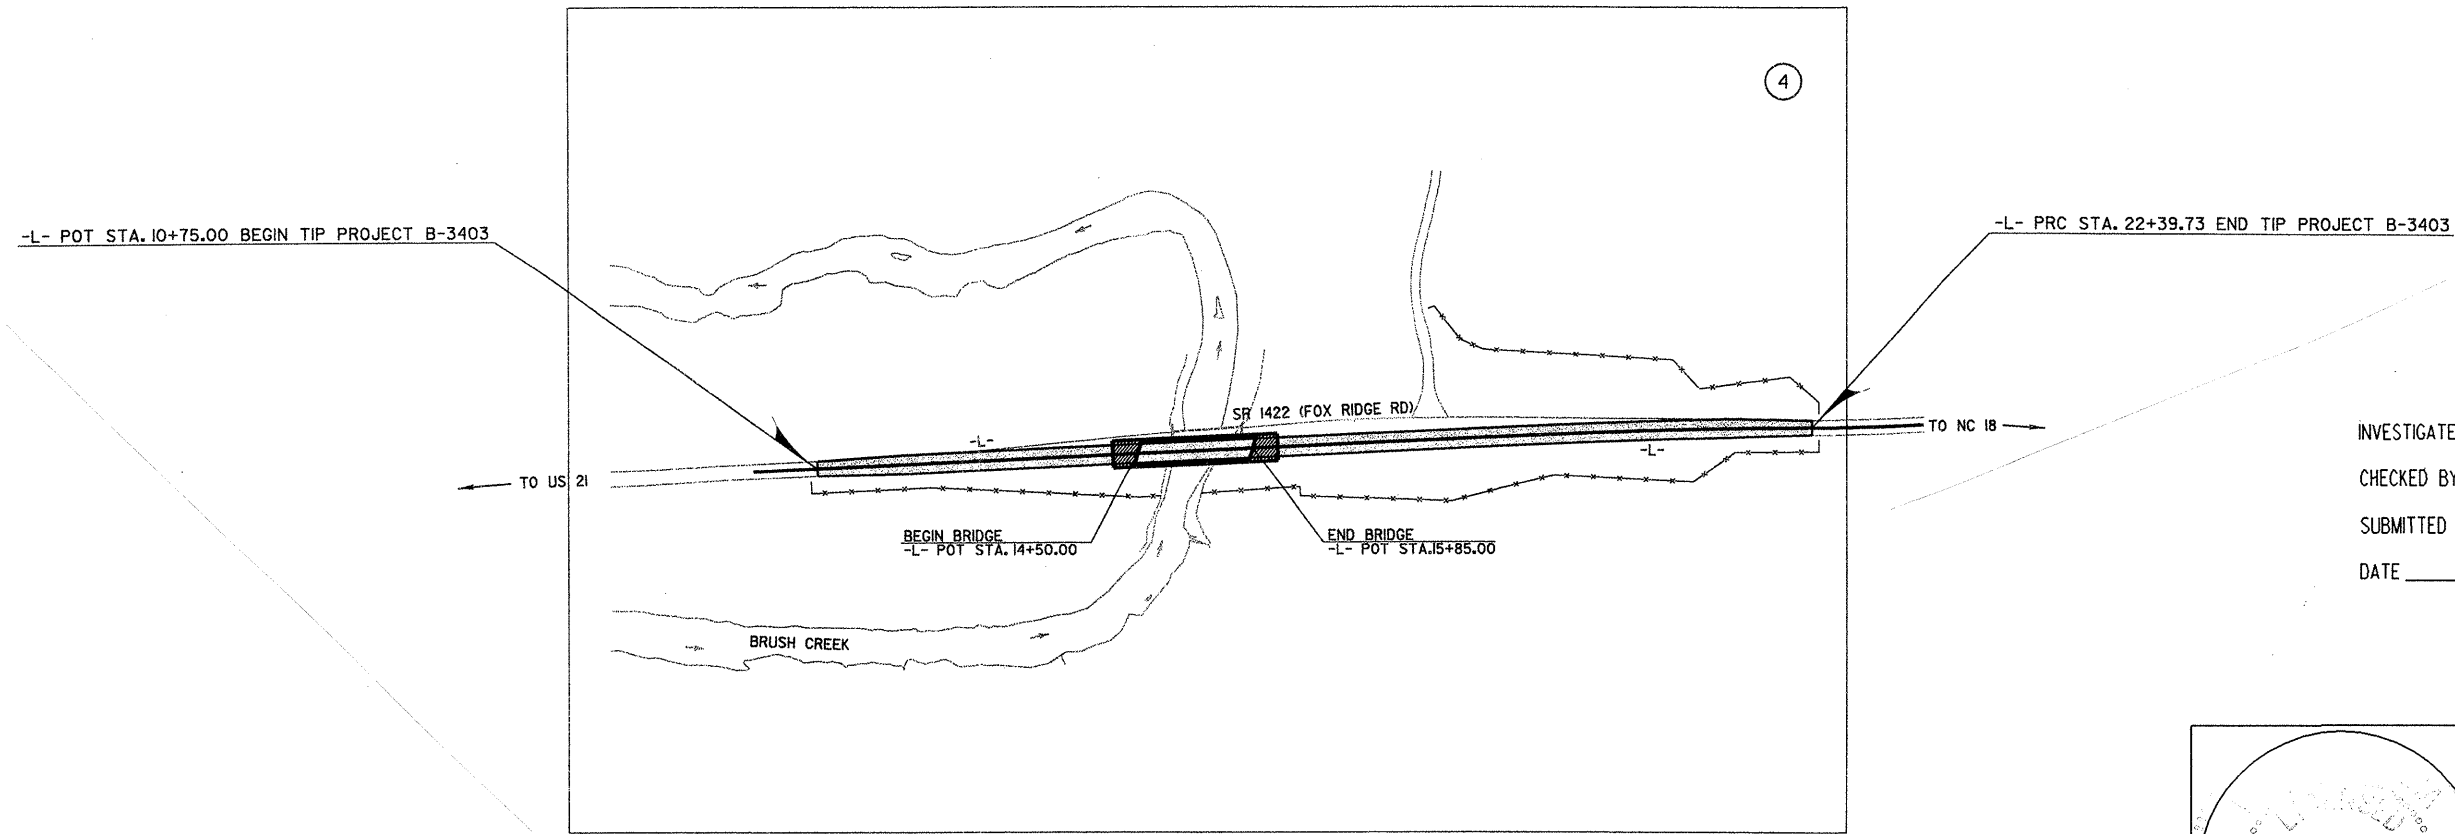 4
-L- POT STA. 10+75.00 BEGIN TIP PROJECT B-3403
-L- PRC STA. 22+39.73 END TIP PROJECT B-3403
SR 1422 (FOX RIDGE RD)
-L-
TO NC 18
-L-
TO US 21
BEGIN BRIDGE
-L- POT STA. 14+50.00
END BRIDGE
-L- POT STA.15+85.00
BRUSH CREEK
INVESTIGATE
CHECKED BY
SUBMITTED
DATE